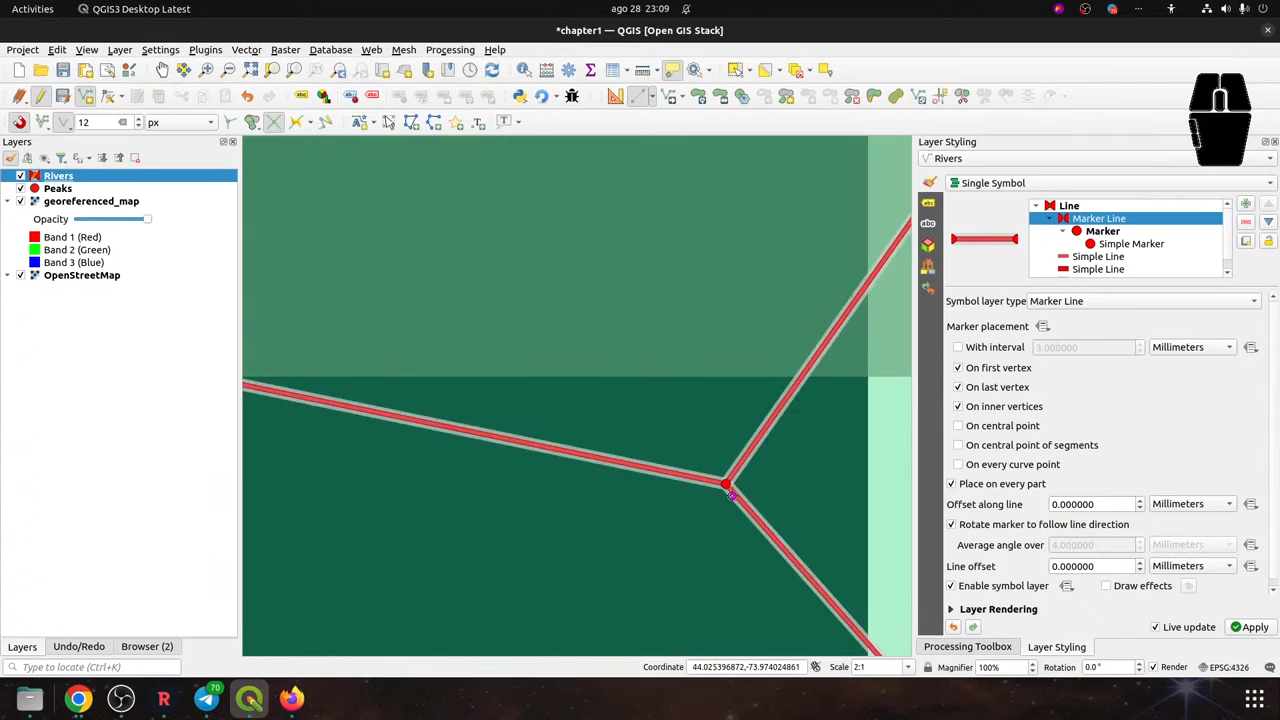 Activities
QGIS3 Desktop Latest
ago 28 23:09
*chapter1 — QGIS [Open GIS Stack]
Project Edit View Layer Settings Plugins Vector Raster Database Web Mesh Processing Help
12
px
Layers
Rivers
Peaks
georeferenced_map
Opacity
Band 1 (Red)
Band 2 (Green)
Band 3 (Blue)
OpenStreetMap
Layer Styling
Rivers
Single Symbol
Line
Marker Line
Marker
Simple Marker
Simple Line
Simple Line
Symbol layer type Marker Line
Marker placement
With interval 3.000000 Millimeters
On first vertex
On last vertex
On inner vertices
On central point
On central point of segments
On every curve point
Place on every part
Offset along line 0.000000 Millimeters
Rotate marker to follow line direction
Average angle over 4.000000 Millimeters
Line offset 0.000000 Millimeters
Enable symbol layer Draw effects
Layer Rendering
Live update Apply
Layers Undo/Redo Browser (2)
Processing Toolbox Layer Styling
Type to locate (Ctrl+K)
Coordinate 44.025396872,-73.974024861 Scale 2:1 Magnifier 100% Rotation 0.0 ° Render EPSG:4326
70